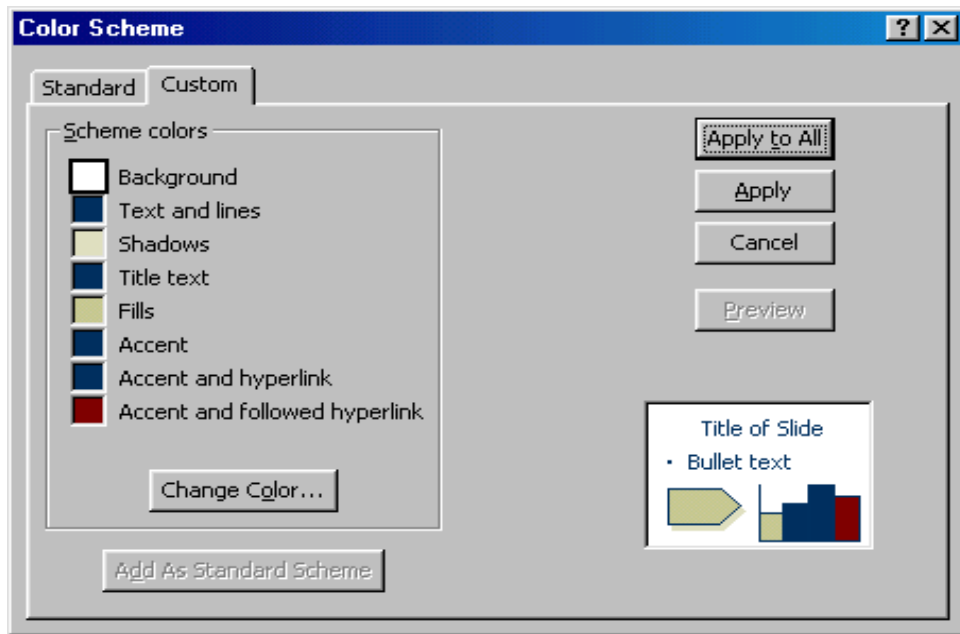 Color Scheme
Standard
Custom
Scheme colors
Background
Text and lines
Shadows
Title text
Fills
Accent
Accent and hyperlink
Accent and followed hyperlink
Change Color...
Add As Standard Scheme
Apply to All
Apply
Cancel
Preview
Title of Slide
• Bullet text